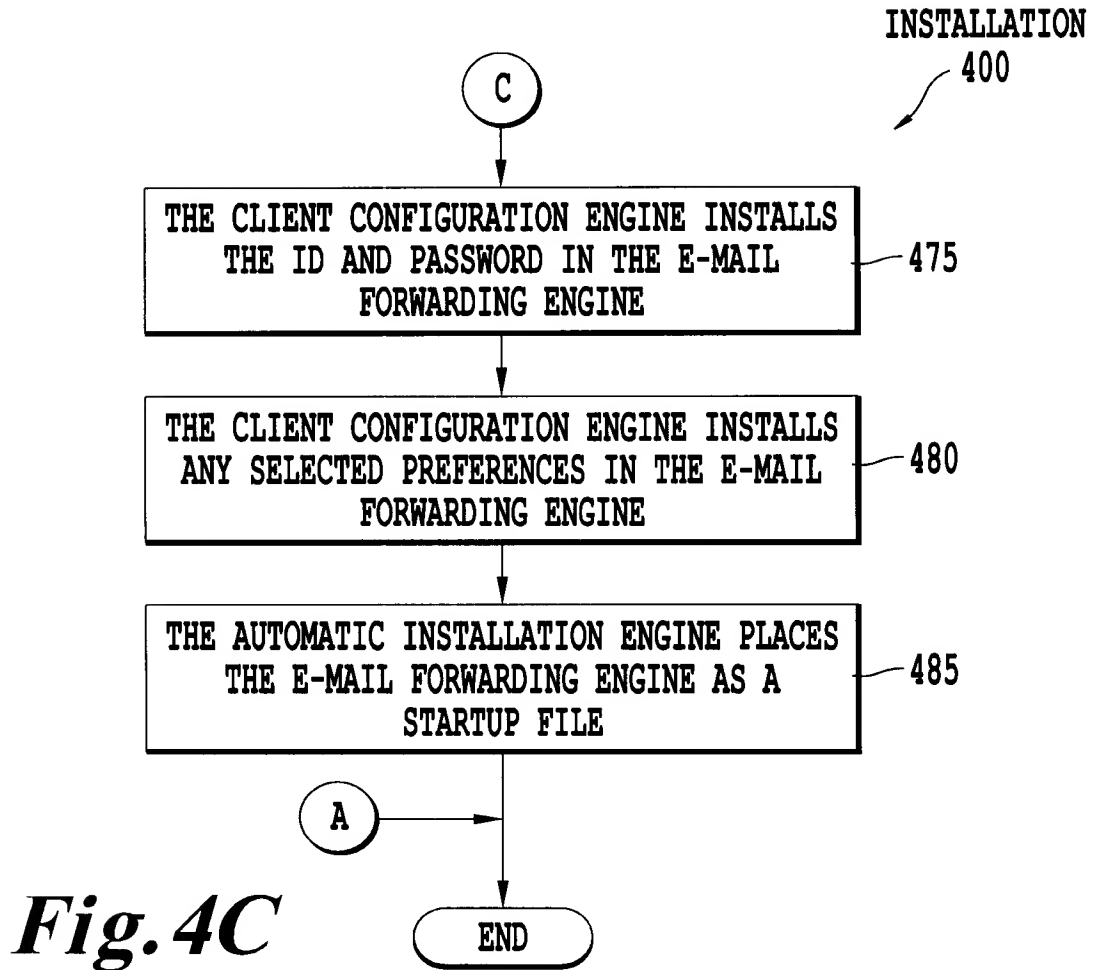 INSTALLATION
400
C
THE CLIENT CONFIGURATION ENGINE INSTALLS
THE ID AND PASSWORD IN THE E-MAIL
FORWARDING ENGINE
475
THE CLIENT CONFIGURATION ENGINE INSTALLS
ANY SELECTED PREFERENCES IN THE E-MAIL
FORWARDING ENGINE
480
THE AUTOMATIC INSTALLATION ENGINE PLACES
THE E-MAIL FORWARDING ENGINE AS A
STARTUP FILE
485
A
END
Fig. 4C